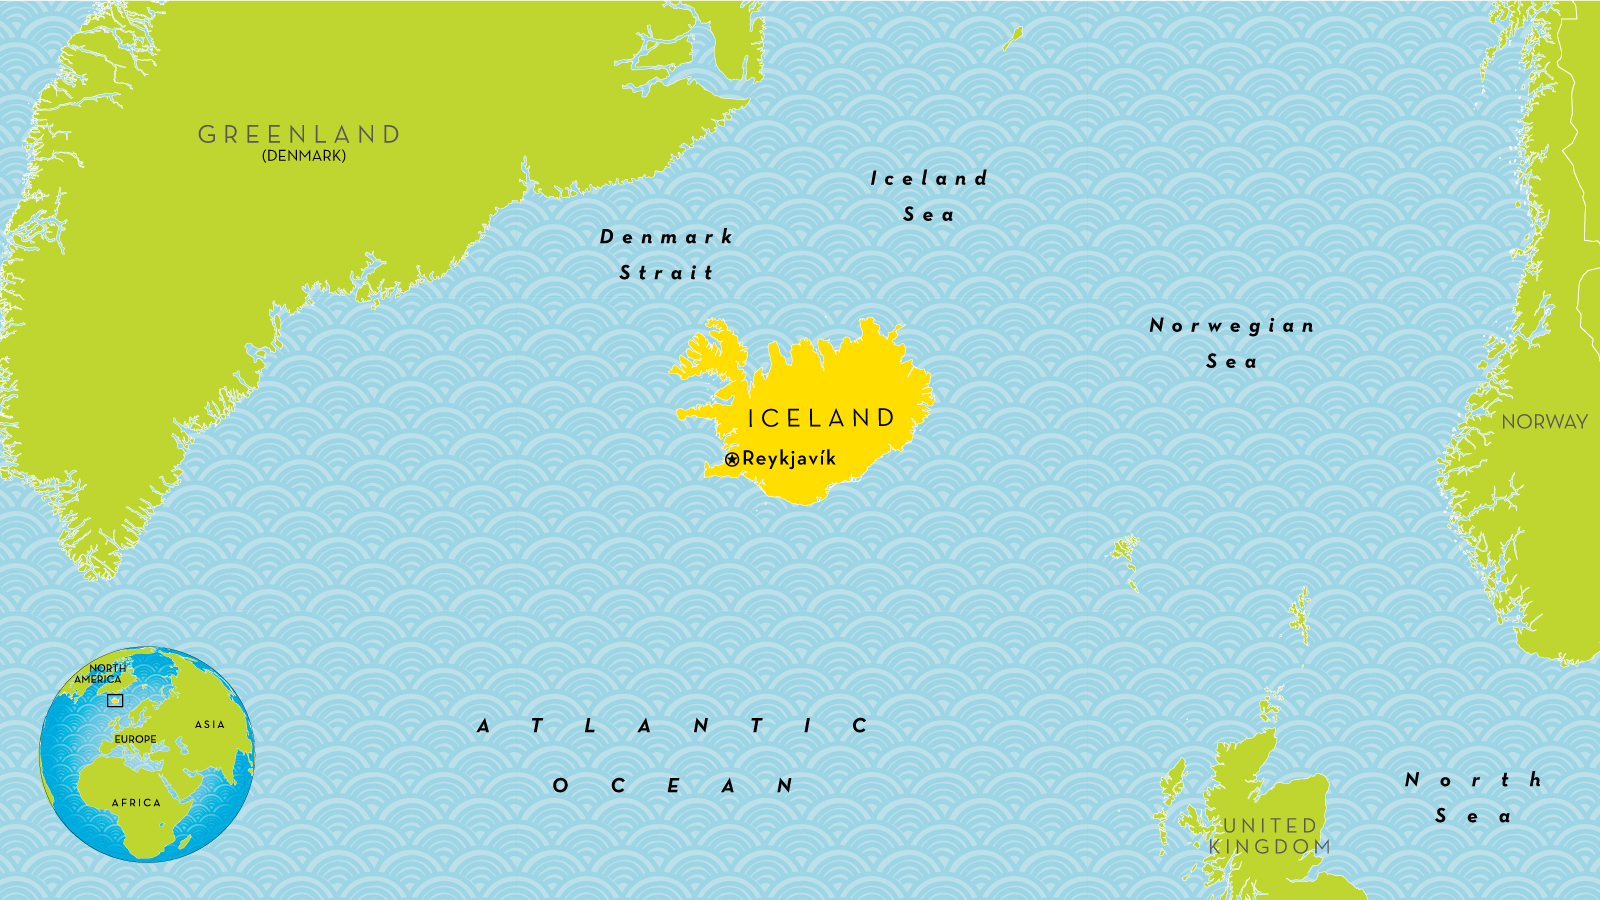 GREENLAND
(DENMARK)
Iceland
Sea
Denmark
Strait
Norwegian
Sea
ICELAND
Reykjavík
NORWAY
NORTH
AMERICA
ASIA
EUROPE
AFRICA
ATLANTIC
OCEAN
North
Sea
UNITED
KINGDOM